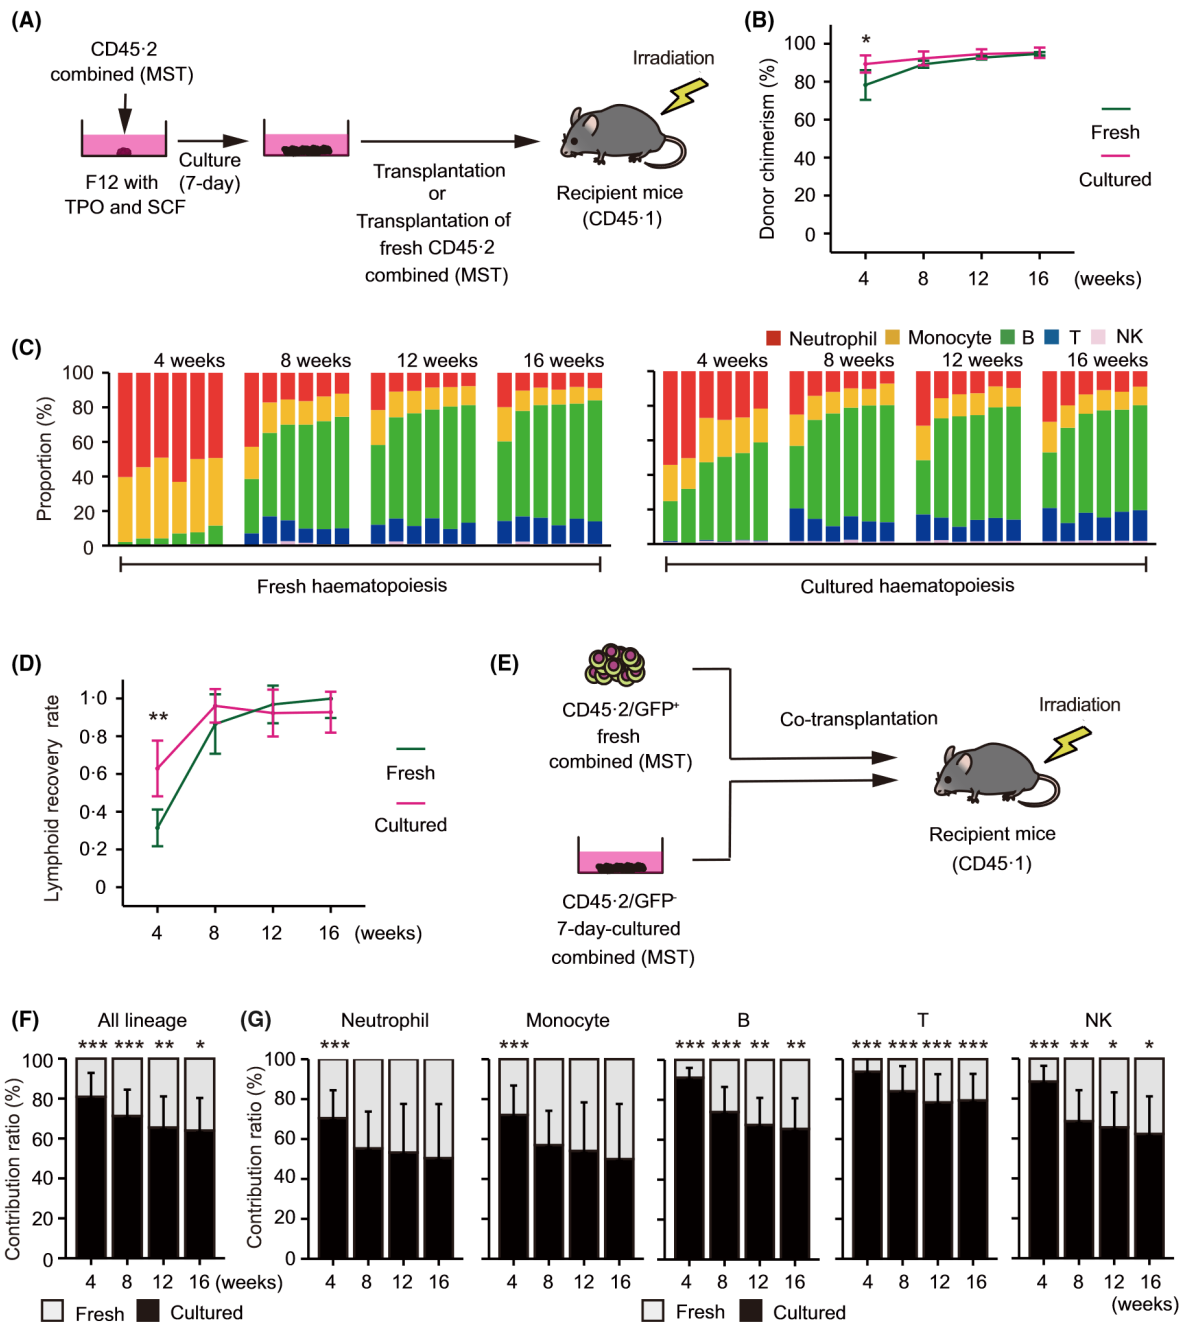 (A)
CD45·2
combined (MST)
F12 with
TPO and SCF
Culture
(7-day)
Transplantation
or
Transplantation of
fresh CD45·2
combined (MST)
Irradiation
Recipient mice
(CD45·1)
(B)
Donor chimerism (%)
100
80
60
40
20
0
*
4 8 12 16 (weeks)
Fresh
Cultured
(C)
Neutrophil Monocyte B T NK
Proportion (%)
100
80
60
40
20
0
4 weeks 8 weeks 12 weeks 16 weeks
Fresh haematopoiesis
4 weeks 8 weeks 12 weeks 16 weeks
Cultured haematopoiesis
(D)
Lymphoid recovery rate
1·0
0·8
0·6
0·4
0·2
0
**
4 8 12 16 (weeks)
Fresh
Cultured
(E)
CD45·2/GFP+
fresh
combined (MST)
CD45·2/GFP-
7-day-cultured
combined (MST)
Co-transplantation
Irradiation
Recipient mice
(CD45·1)
(F)
All lineage
*** *** ** *
Contribution ratio (%)
100
80
60
40
20
0
4 8 12 16 (weeks)
Fresh Cultured
(G)
Contribution ratio (%)
100
80
60
40
20
0
Neutrophil
***
4 8 12 16
Monocyte
***
4 8 12 16
B
*** *** ** **
4 8 12 16
T
*** *** *** ***
4 8 12 16
NK
*** ** * *
4 8 12 16
(weeks)
Fresh Cultured